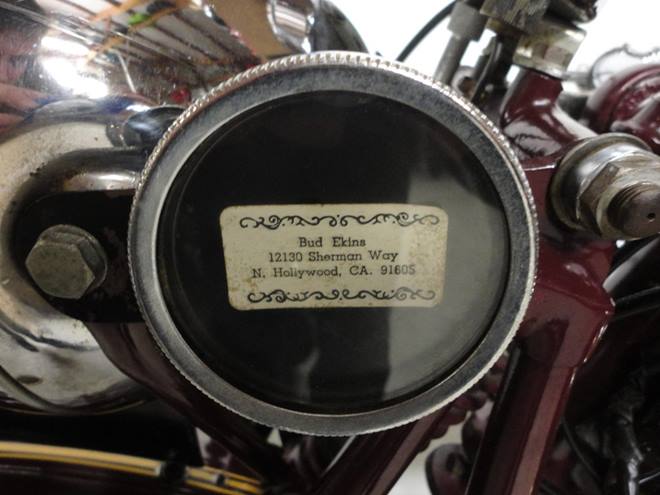 Bud Ekins
12130 Sherman Way
N. Hollywood, CA. 91605